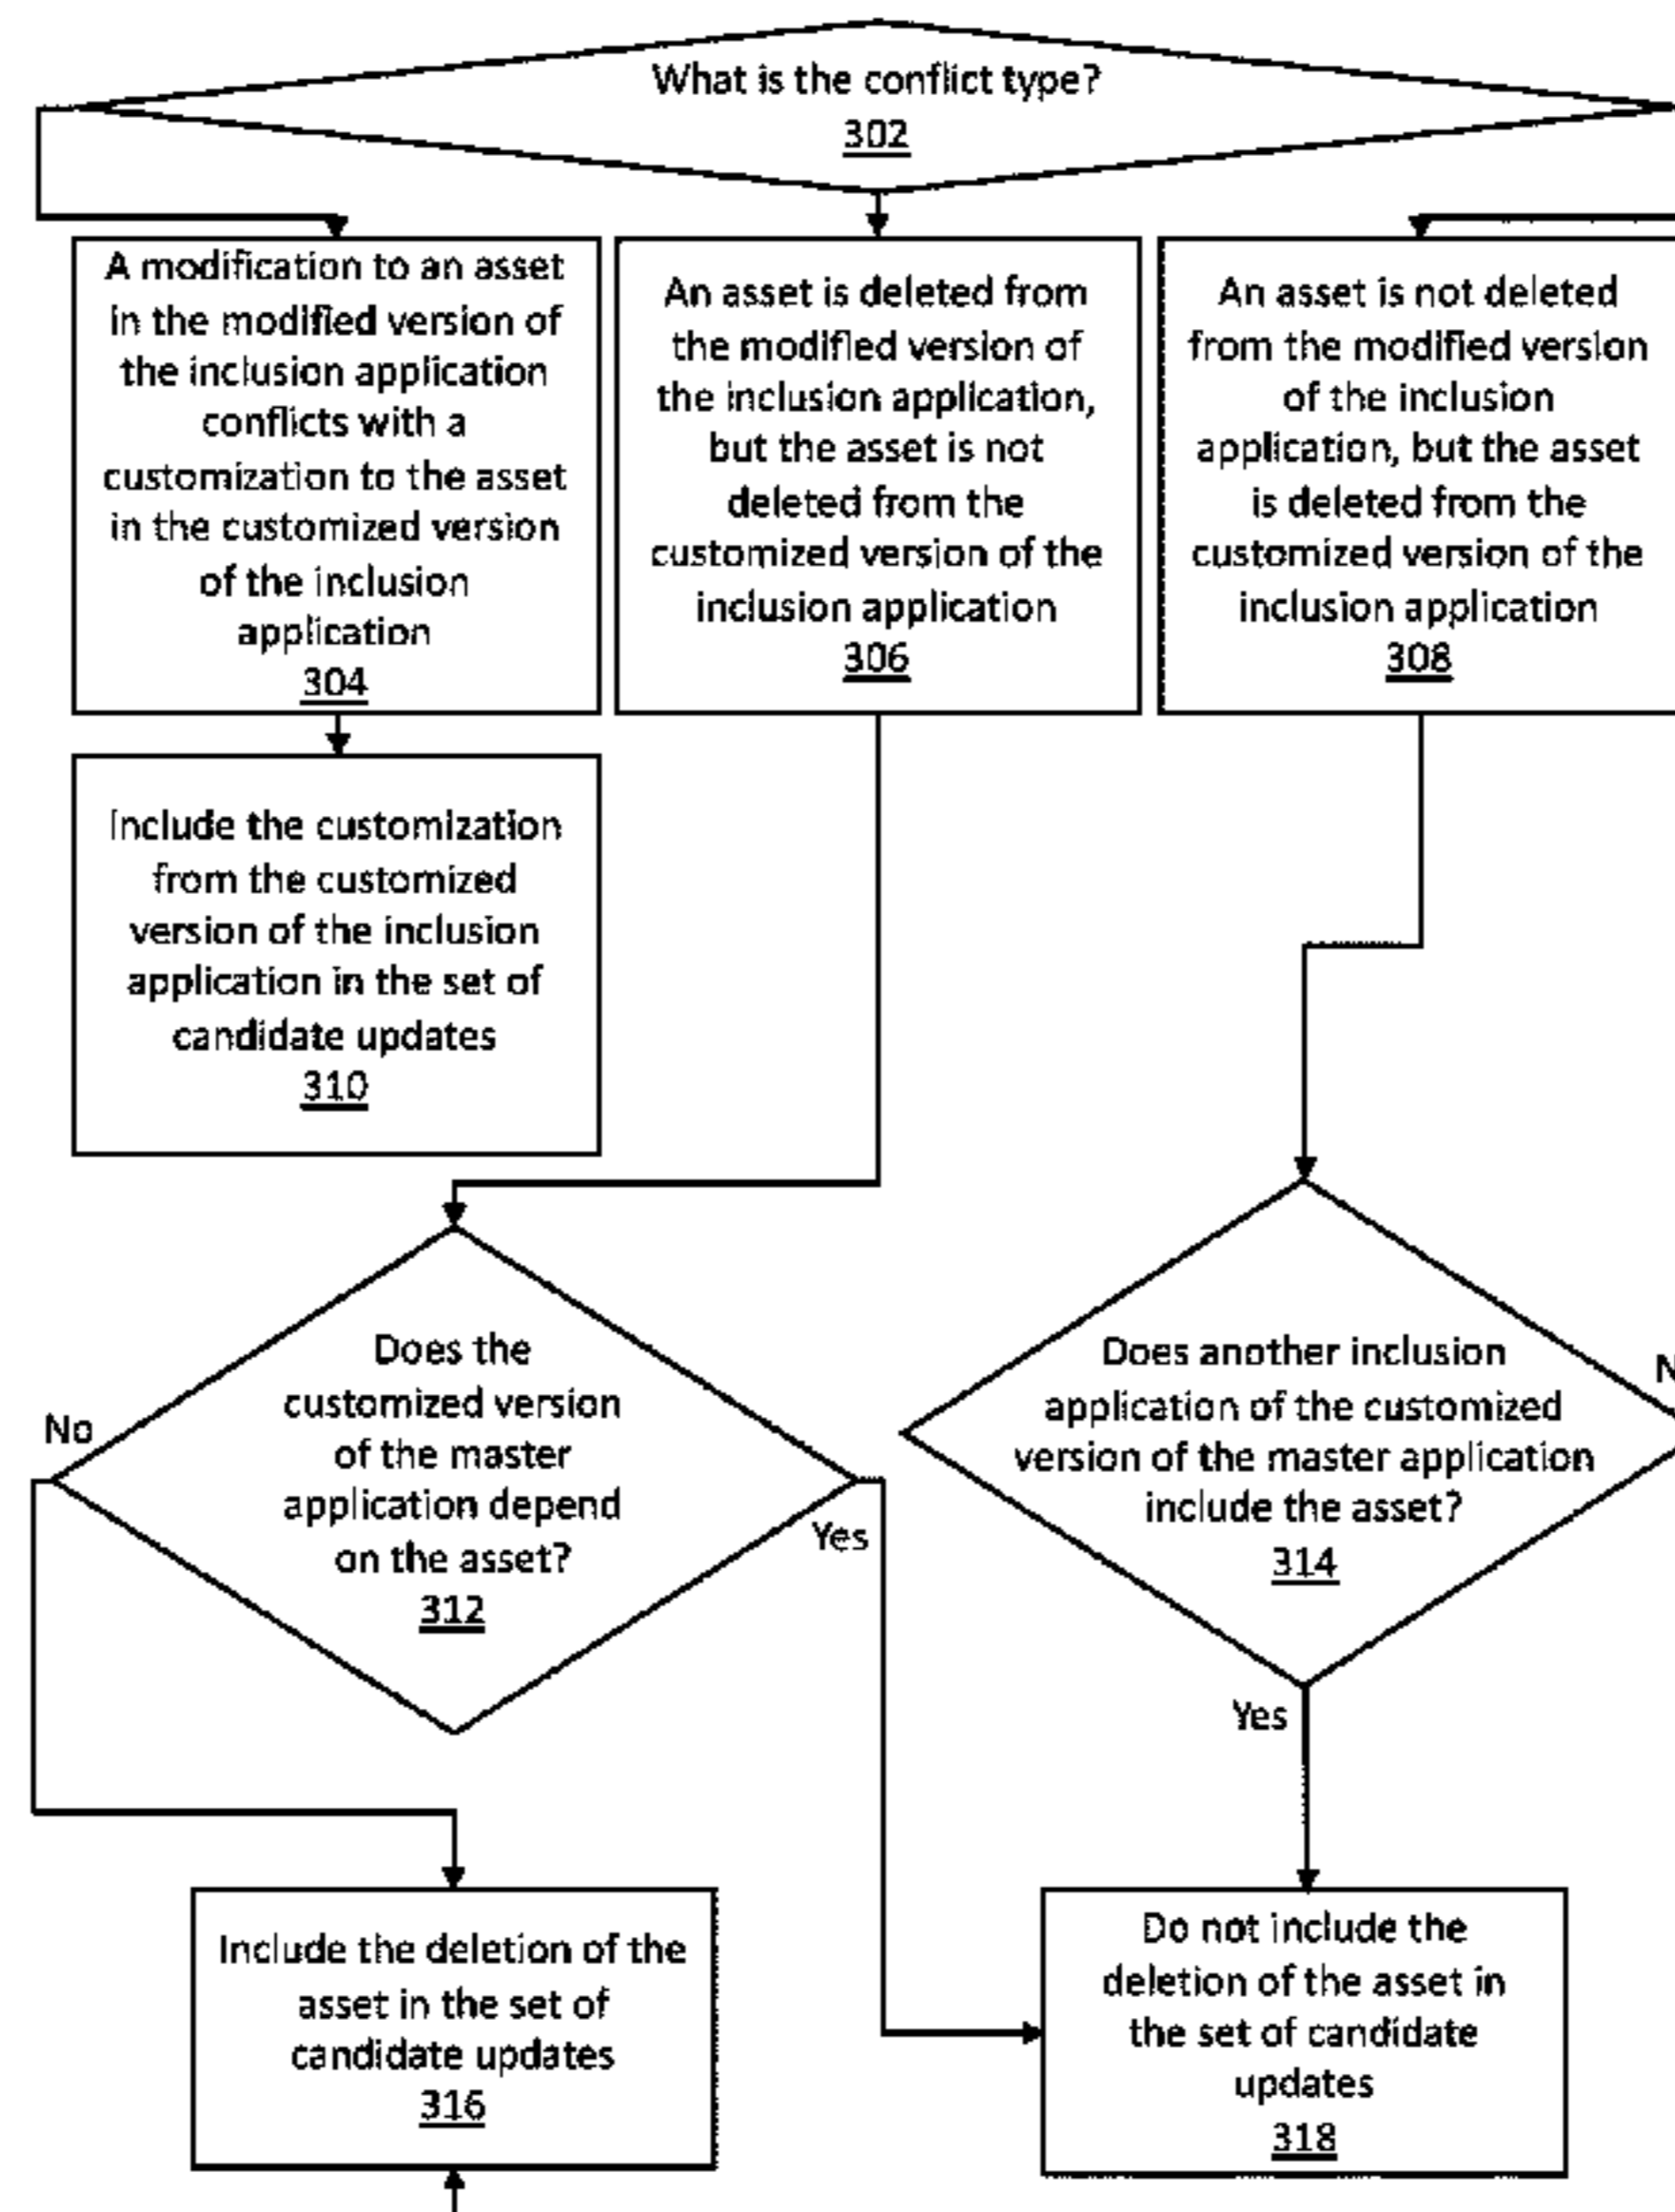 What is the conflict type?
302
A modification to an asset
in the modified version of
the inclusion application
conflicts with a
customization to the asset
in the customized version
of the inclusion
application
304
An asset is deleted from
the modified version of
the inclusion application,
but the asset is not
deleted from the
customized version of the
inclusion application
306
An asset is not deleted
from the modified version
of the inclusion
application, but the asset
is deleted from the
customized version of the
inclusion application
308
Include the customization
from the customized
version of the inclusion
application in the set of
candidate updates
310
Does the
customized version
of the master
application depend
on the asset?
312
No
Yes
Does another inclusion
application of the customized
version of the master application
include the asset?
314
Yes
Include the deletion of the
asset in the set of
candidate updates
316
Do not include the
deletion of the asset in
the set of candidate
updates
318